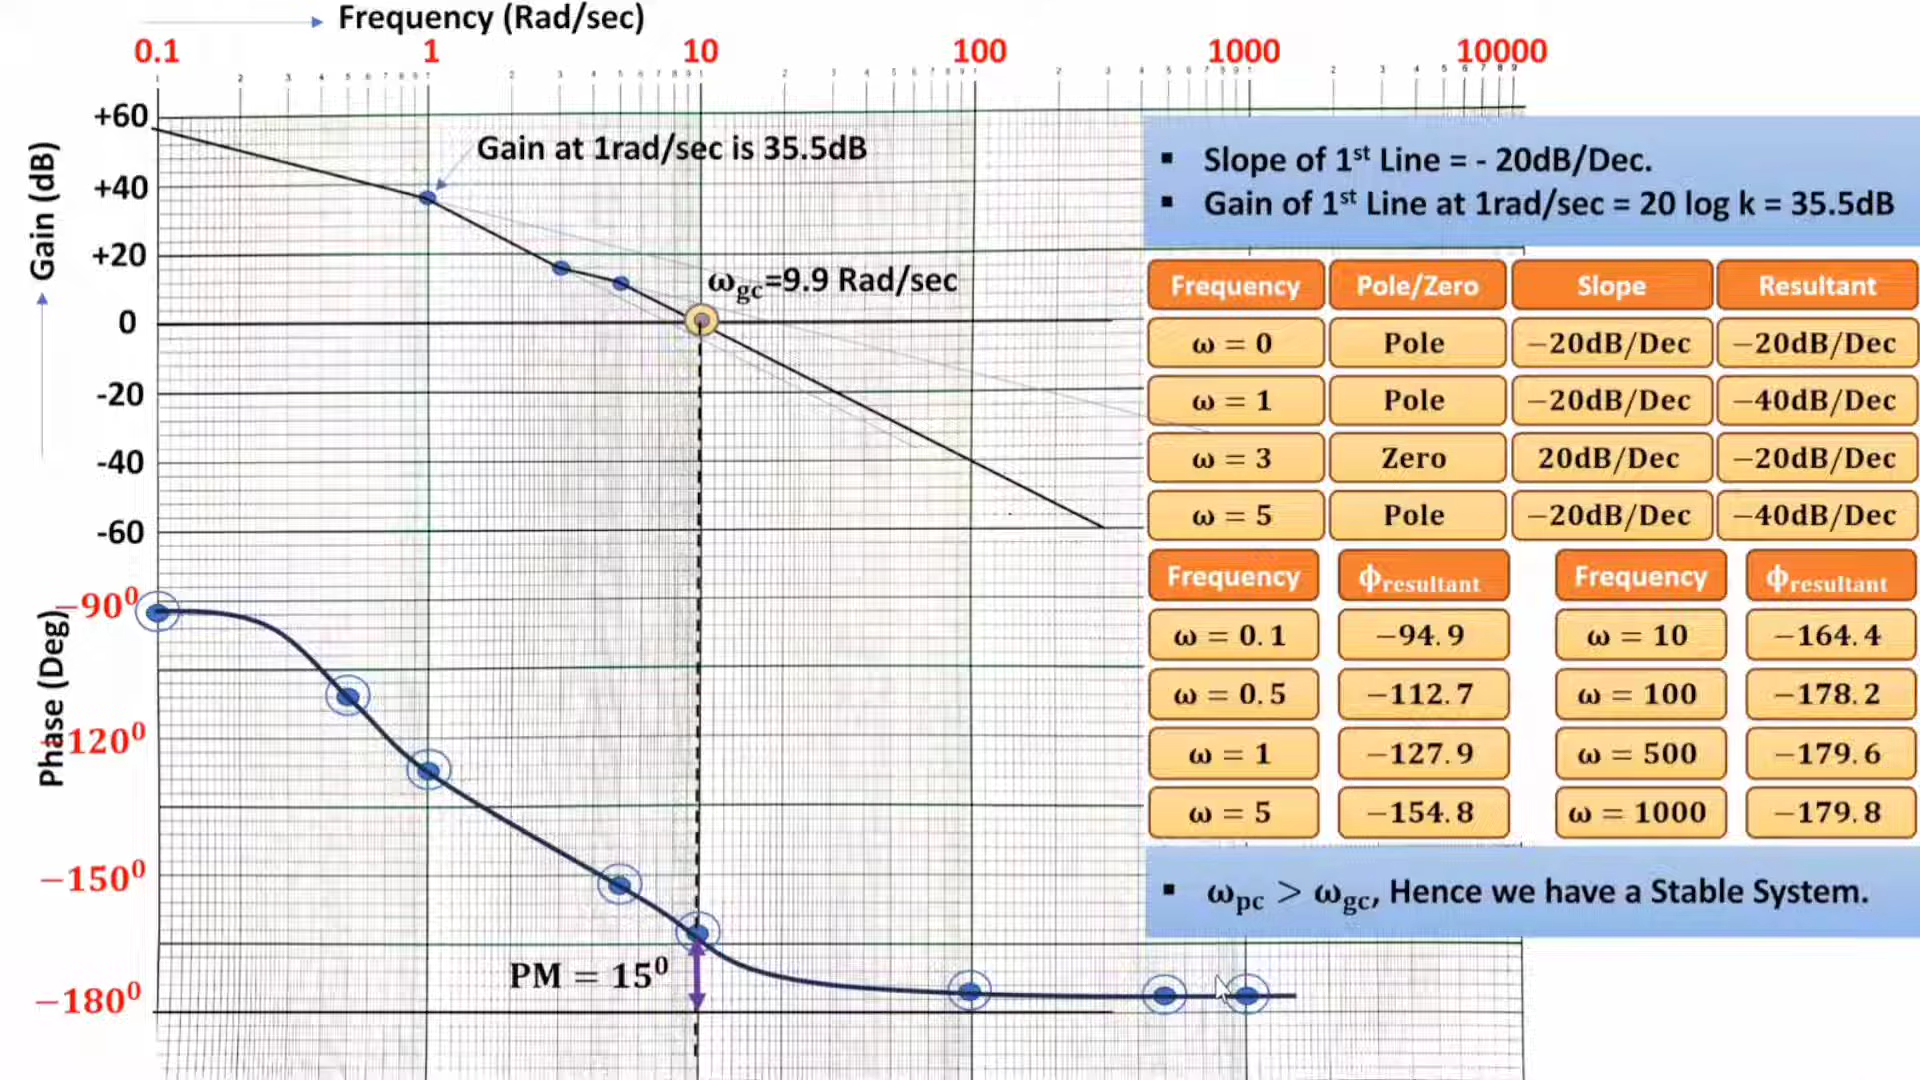 Frequency (Rad/sec)
0.1 1 10 100 1000 10000
Gain (dB)
+60
+40
+20
0
-20
-40
-60
Gain at 1rad/sec is 35.5dB
ωgc=9.9 Rad/sec
Phase (Deg)
−90⁰
−120⁰
−150⁰
−180⁰
PM = 15⁰
▪ Slope of 1st Line = - 20dB/Dec.
▪ Gain of 1st Line at 1rad/sec = 20 log k = 35.5dB
Frequency Pole/Zero Slope Resultant
ω = 0 Pole −20dB/Dec −20dB/Dec
ω = 1 Pole −20dB/Dec −40dB/Dec
ω = 3 Zero 20dB/Dec −20dB/Dec
ω = 5 Pole −20dB/Dec −40dB/Dec
Frequency ϕresultant Frequency ϕresultant
ω = 0.1 −94.9 ω = 10 −164.4
ω = 0.5 −112.7 ω = 100 −178.2
ω = 1 −127.9 ω = 500 −179.6
ω = 5 −154.8 ω = 1000 −179.8
▪ ωpc > ωgc, Hence we have a Stable System.